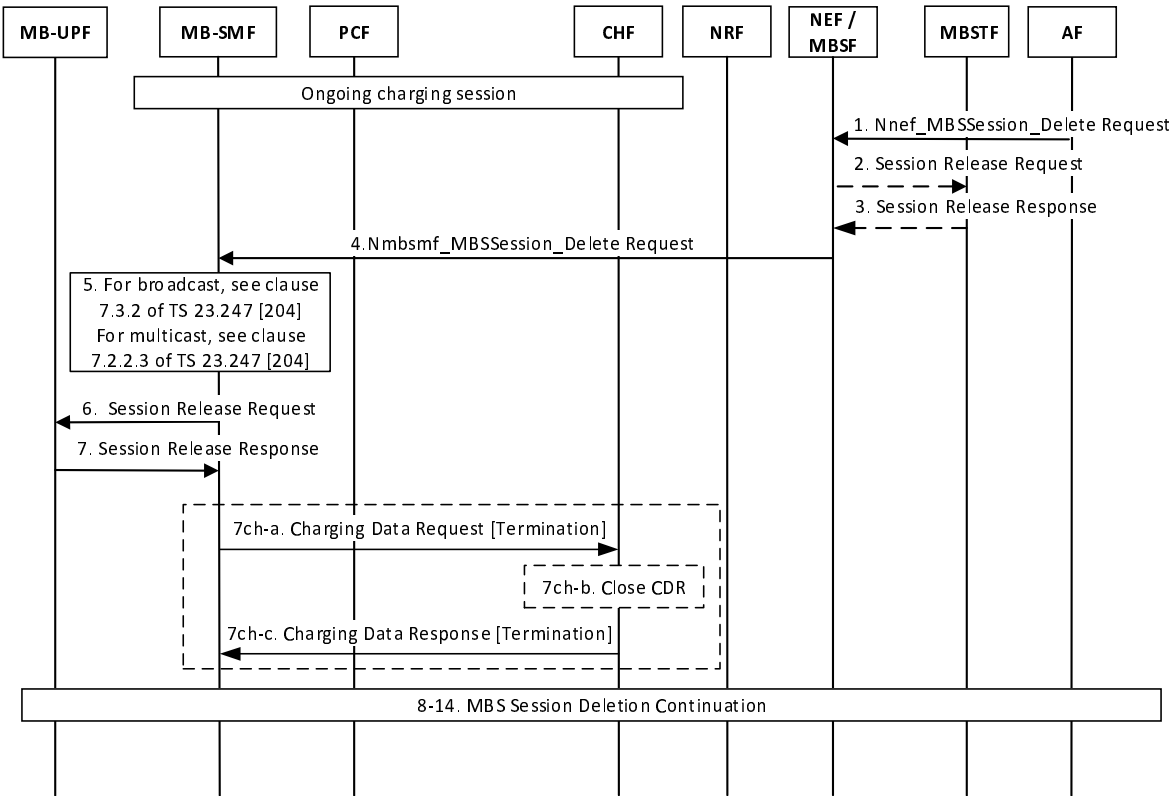 MB-UPF
MB-SMF
PCF
CHF
NRF
NEF /
MBSF
MBSTF
AF
Ongoing charging session
1. Nnef_MBSSession_Delete Request
2. Session Release Request
3. Session Release Response
4.Nmbsmf_MBSSession_Delete Request
5. For broadcast, see clause
7.3.2 of TS 23.247 [204]
For multicast, see clause
7.2.2.3 of TS 23.247 [204]
6. Session Release Request
7. Session Release Response
7ch-a. Charging Data Request [Termination]
7ch-b. Close CDR
7ch-c. Charging Data Response [Termination]
8-14. MBS Session Deletion Continuation